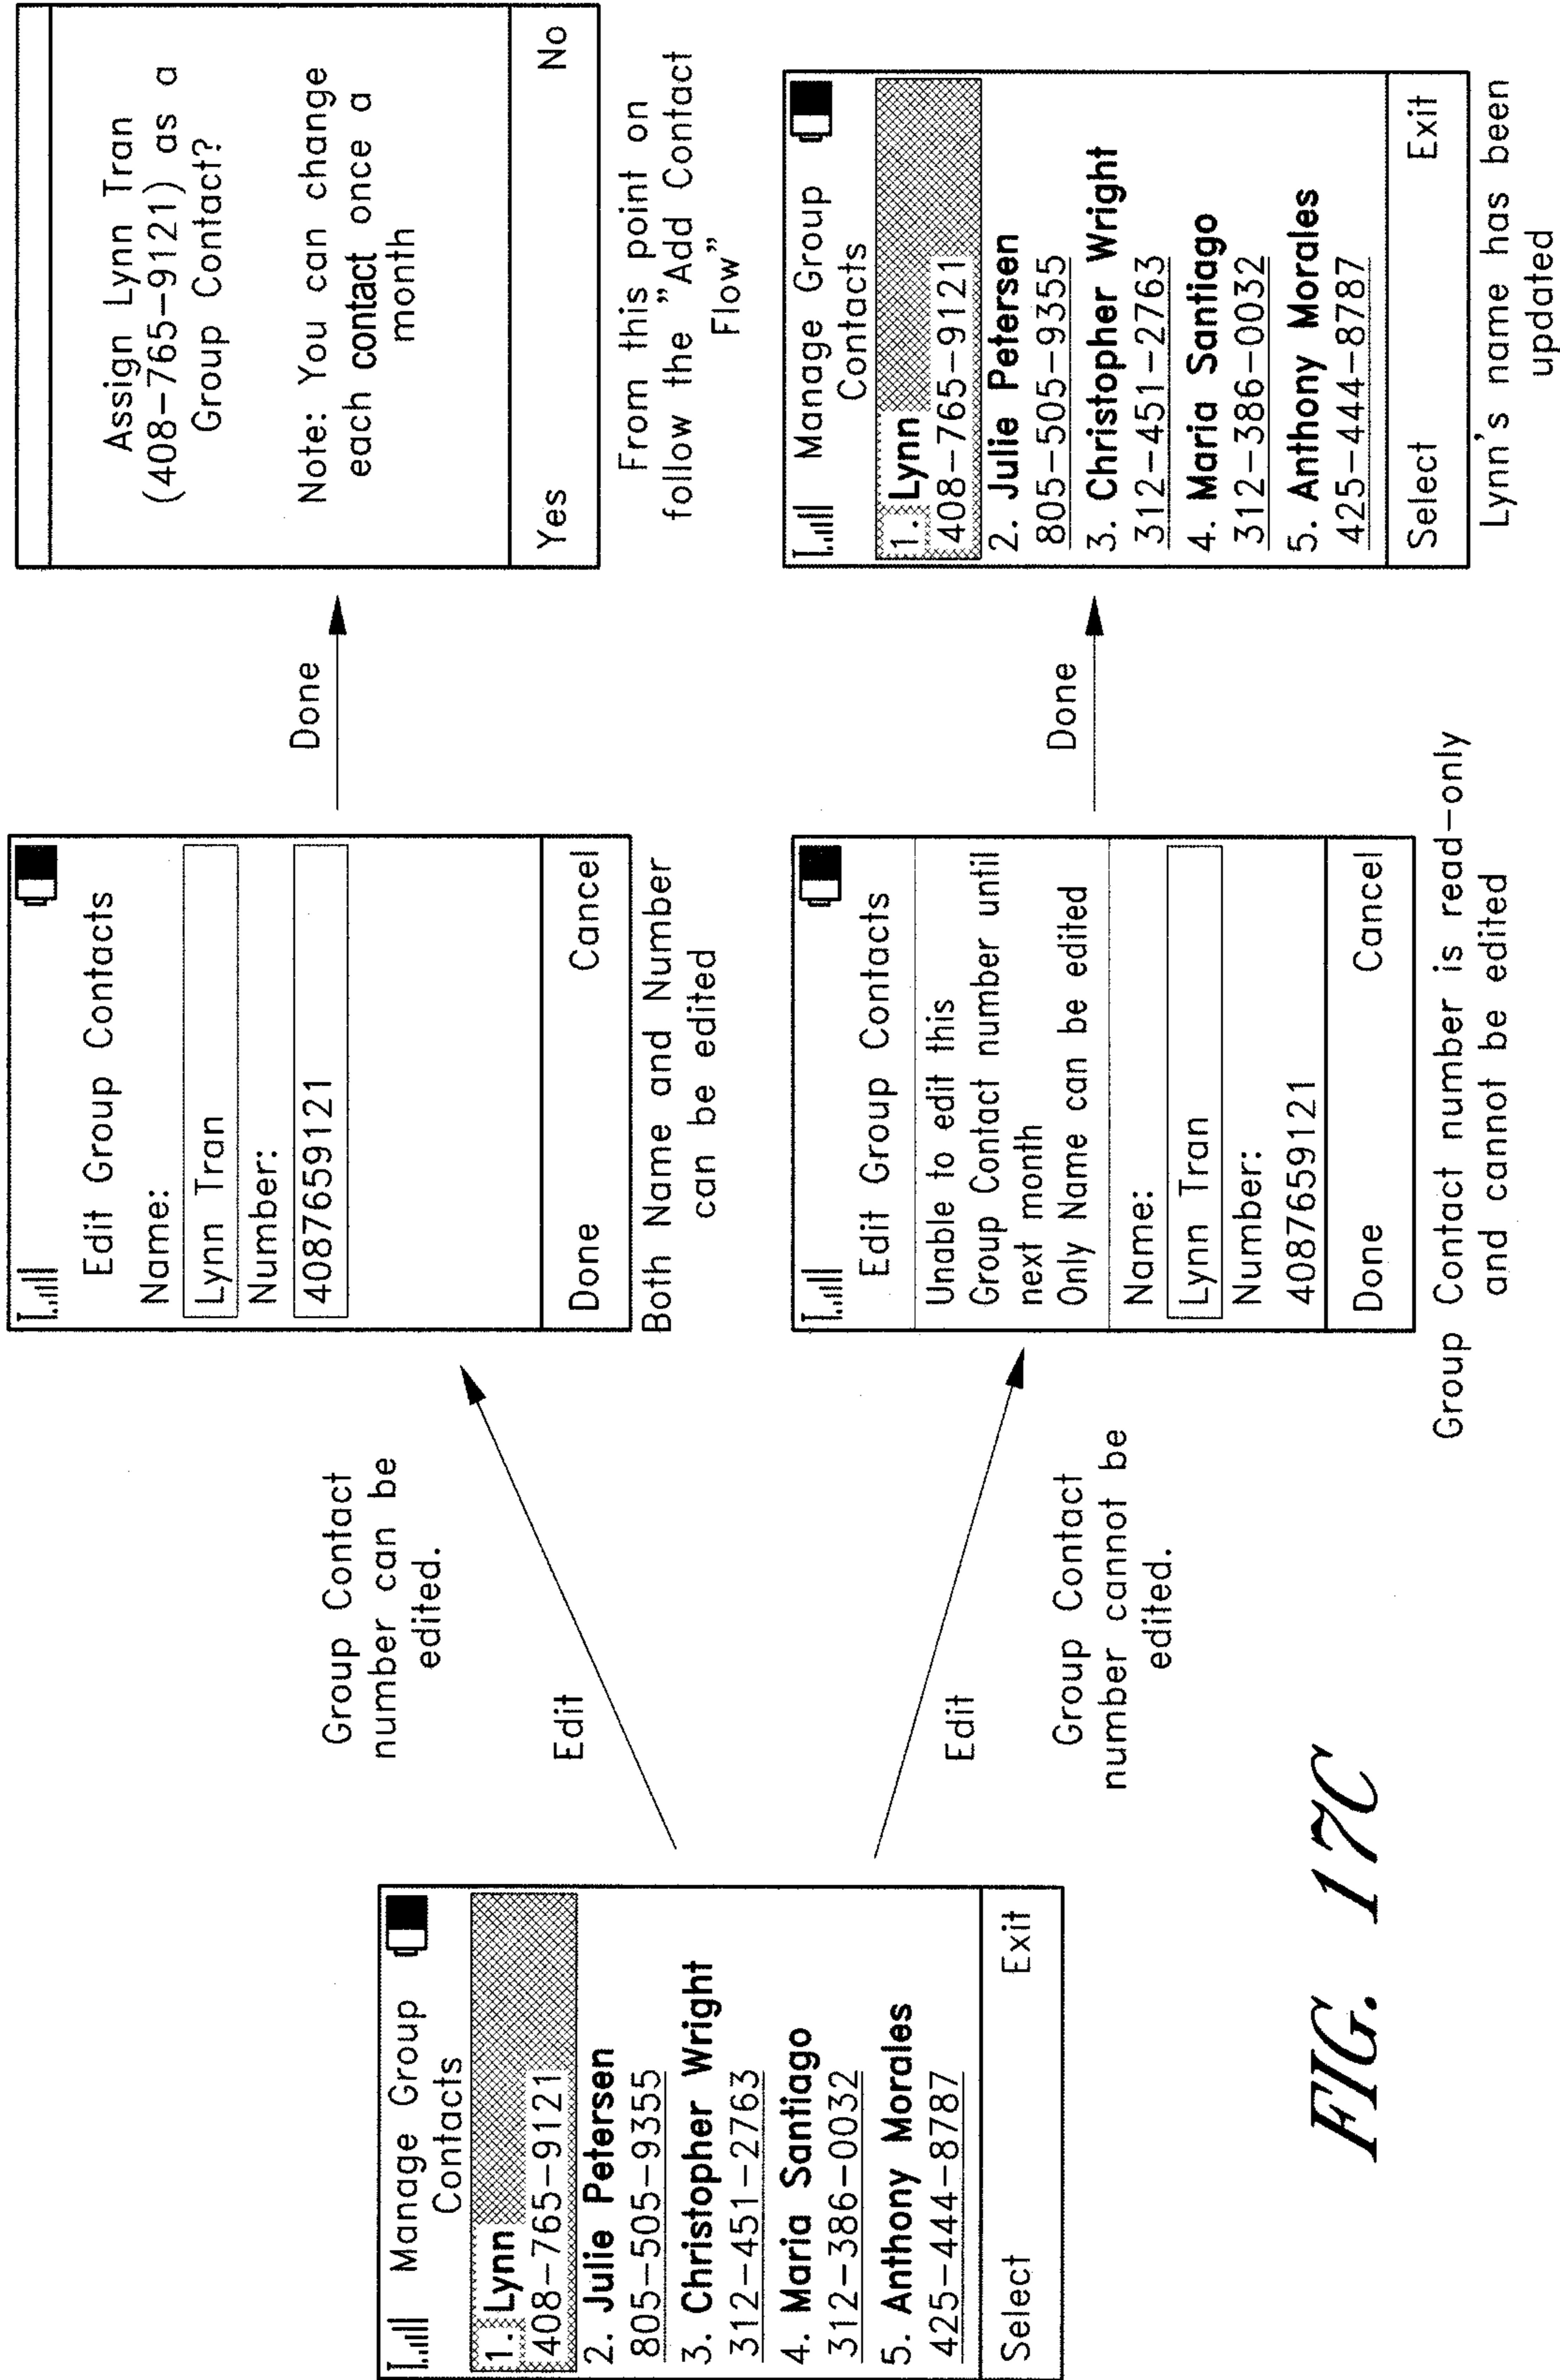 Manage Group
Contacts
1. Lynn
408-765-9121
2. Julie Petersen
805-505-9355
3. Christopher Wright
312-451-2763
4. Maria Santiago
312-386-0032
5. Anthony Morales
425-444-8787
Select Exit
Group Contact
number can be
edited.
Edit
Edit
Group Contact
number cannot be
edited.
Edit Group Contacts
Name:
Lynn Tran
Number:
4087659121
Done Cancel
Both Name and Number
can be edited
Done
Assign Lynn Tran
(408-765-9121) as a
Group Contact?
Note: You can change
each contact once a
month
Yes No
From this point on
follow the "Add Contact
Flow"
Edit Group Contacts
Unable to edit this
Group Contact number until
next month
Only Name can be edited
Name:
Lynn Tran
Number:
4087659121
Done Cancel
Group Contact number is read-only
and cannot be edited
Done
Manage Group
Contacts
1. Lynn
408-765-9121
2. Julie Petersen
805-505-9355
3. Christopher Wright
312-451-2763
4. Maria Santiago
312-386-0032
5. Anthony Morales
425-444-8787
Select Exit
Lynn's name has been
updated
FIG. 17C